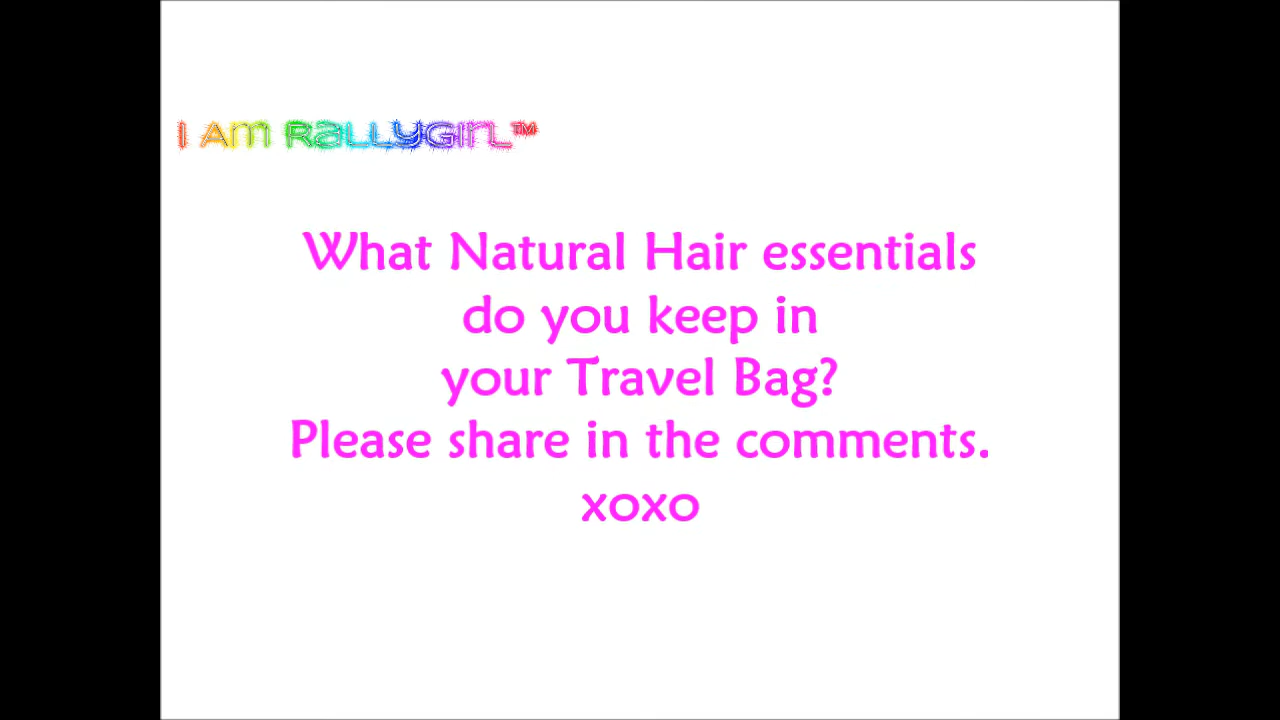 I AM RALLYGIRL™
What Natural Hair essentials
do you keep in
your Travel Bag?
Please share in the comments.
xoxo